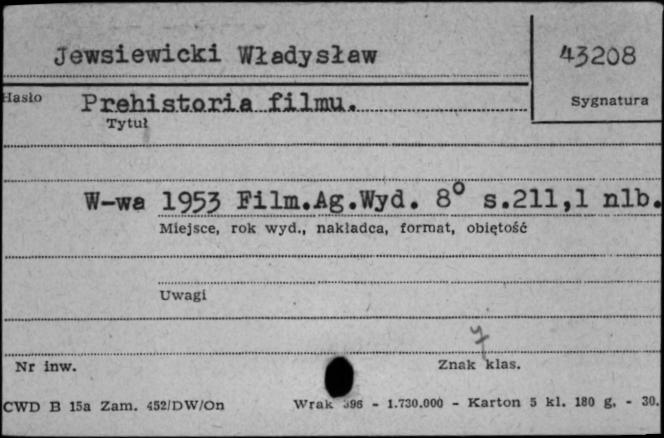 Jewsiewicki Władysław
43208
Hasło
Prehistoria filmu.
Sygnatura
Tytuł
W-wa 1953 Film.Ag.Wyd. 8° s.211,1 nlb.
Miejsce, rok wyd., nakładca, format, objętość
Uwagi
7
Nr inw.
Znak klas.
CWD B 15a Zam. 452/DW/On
Wrak 396 - 1.730.000 - Karton 5 kl. 180 g. - 30.